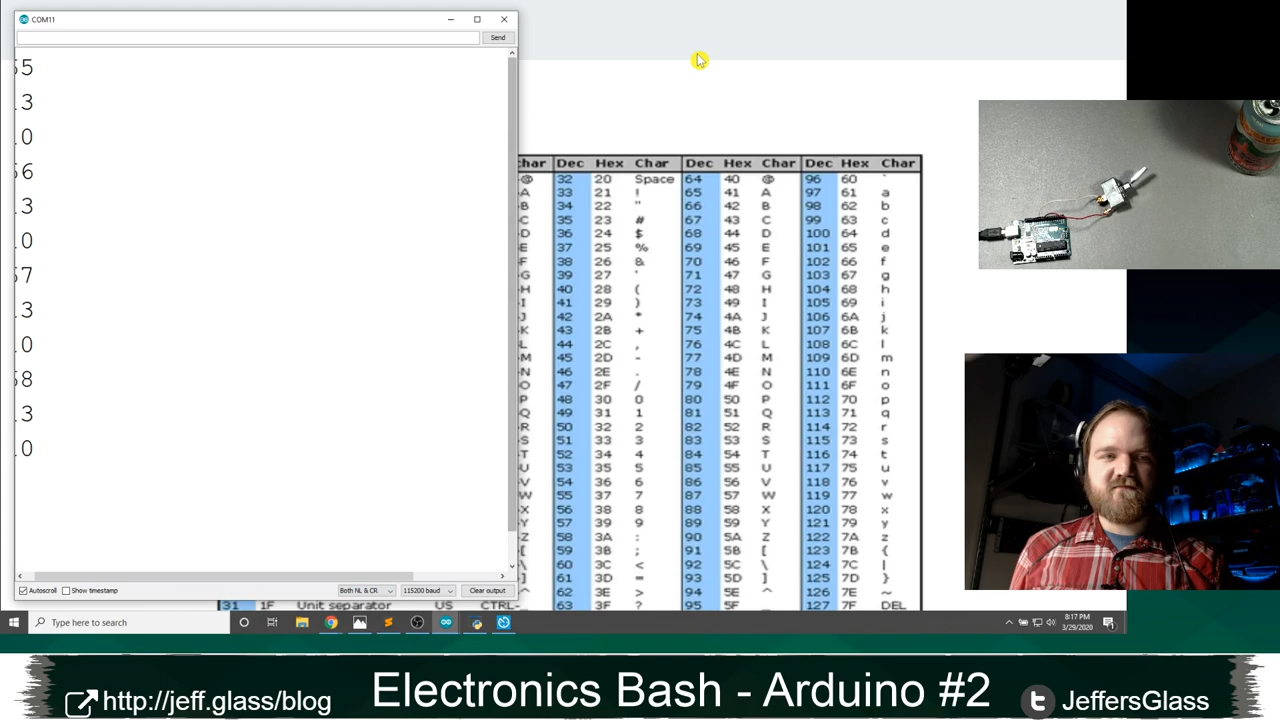 COM11
Send
55
3
0
56
3
0
57
3
0
58
3
0
Autoscroll Show timestamp Both NL & CR 115200 baud Clear output
char Dec Hex Char Dec Hex Char Dec Hex Char
-@ 32 20 Space 64 40 @ 96 60 `
-A 33 21 ! 65 41 A 97 61 a
-B 34 22 " 66 42 B 98 62 b
-C 35 23 # 67 43 C 99 63 c
-D 36 24 $ 68 44 D 100 64 d
-E 37 25 % 69 45 E 101 65 e
-F 38 26 & 70 46 F 102 66 f
-G 39 27 ' 71 47 G 103 67 g
-H 40 28 ( 72 48 H 104 68 h
-I 41 29 ) 73 49 I 105 69 i
-J 42 2A * 74 4A J 106 6A j
-K 43 2B + 75 4B K 107 6B k
-L 44 2C , 76 4C L 108 6C l
-M 45 2D - 77 4D M 109 6D m
-N 46 2E . 78 4E N 110 6E n
-O 47 2F / 79 4F O 111 6F o
-P 48 30 0 80 50 P 112 70 p
-Q 49 31 1 81 51 Q 113 71 q
-R 50 32 2 82 52 R 114 72 r
-S 51 33 3 83 53 S 115 73 s
-T 52 34 4 84 54 T 116 74 t
-U 53 35 5 85 55 U 117 75 u
-V 54 36 6 86 56 V 118 76 v
-W 55 37 7 87 57 W 119 77 w
-X 56 38 8 88 58 X 120 78 x
-Y 57 39 9 89 59 Y 121 79 y
-Z 58 3A : 90 5A Z 122 7A z
-[ 59 3B ; 91 5B [ 123 7B {
-\ 60 3C < 92 5C \ 124 7C |
-] 61 3D = 93 5D ] 125 7D }
-^ 62 3E > 94 5E ^ 126 7E ~
31 1F Unit separator US CTRL-_ 63 3F ? 95 5F _ 127 7F DEL
Type here to search
8:17 PM
3/29/2020
http://jeff.glass/blog
Electronics Bash - Arduino #2
JeffersGlass